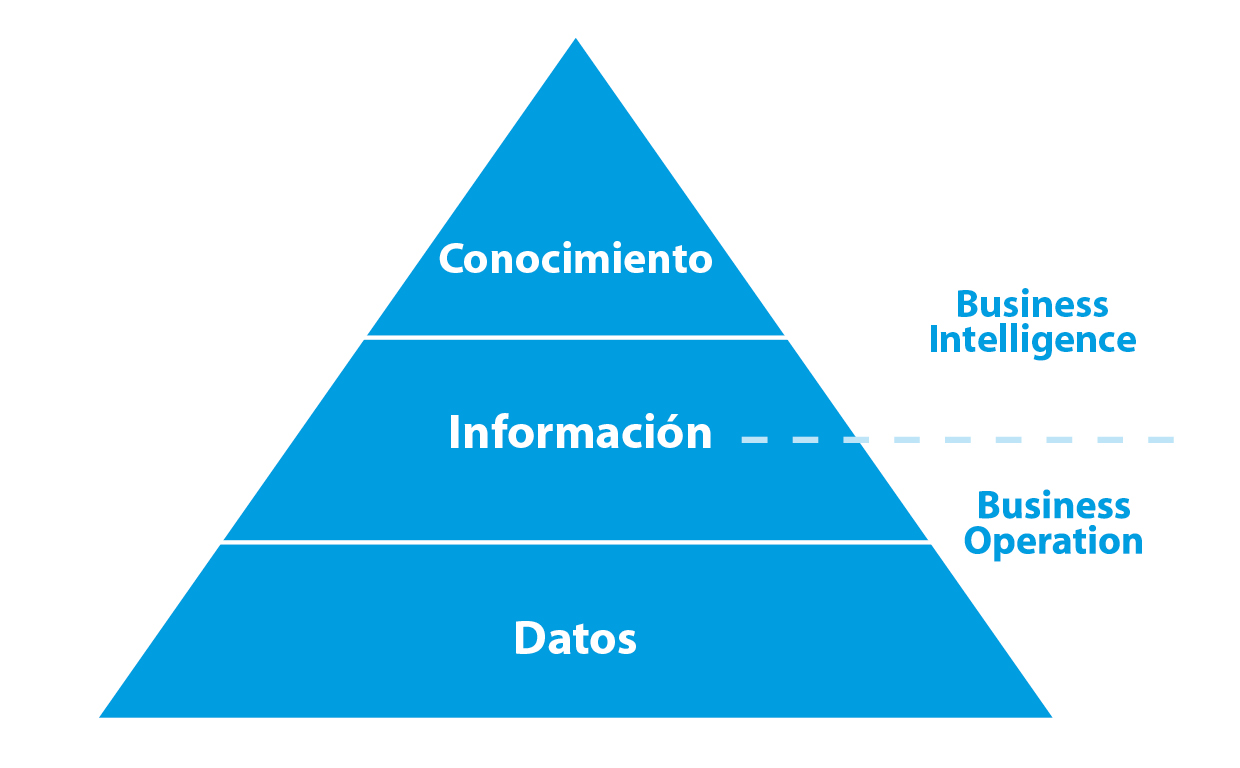 Conocimiento
Business
Intelligence
Información
Business
Operation
Datos